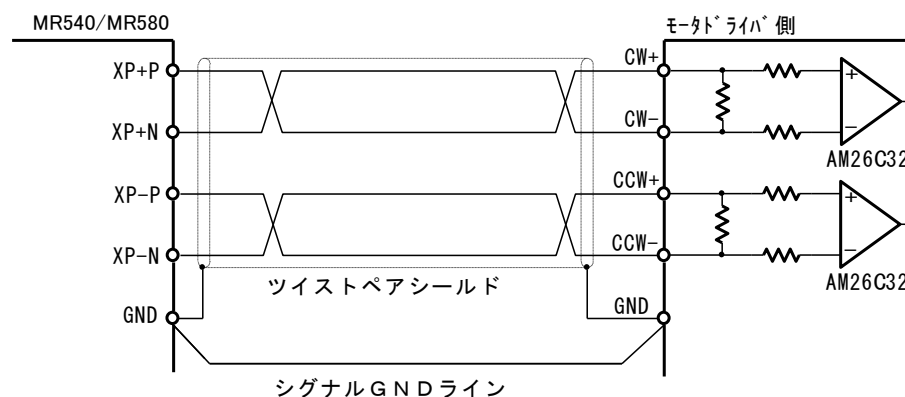 MR540/MR580
ﾓｰﾀﾄﾞﾗｲﾊﾞ側
XP+P
CW+
XP+N
CW-
AM26C32
XP-P
CCW+
XP-N
CCW-
AM26C32
ツイストペアシールド
GND
GND
シグナルＧＮＤライン
+
-
+
-